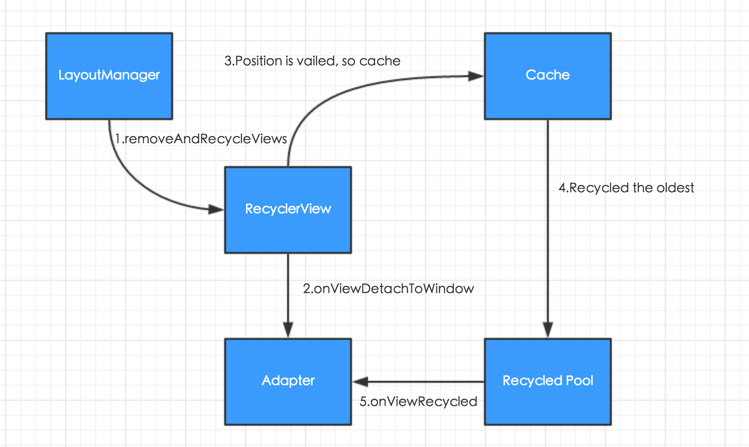 3.Position is vailed, so cache
LayoutManager
Cache
1.removeAndRecycleViews
4.Recycled the oldest
RecyclerView
2.onViewDetachToWindow
Adapter
Recycled Pool
5.onViewRecycled